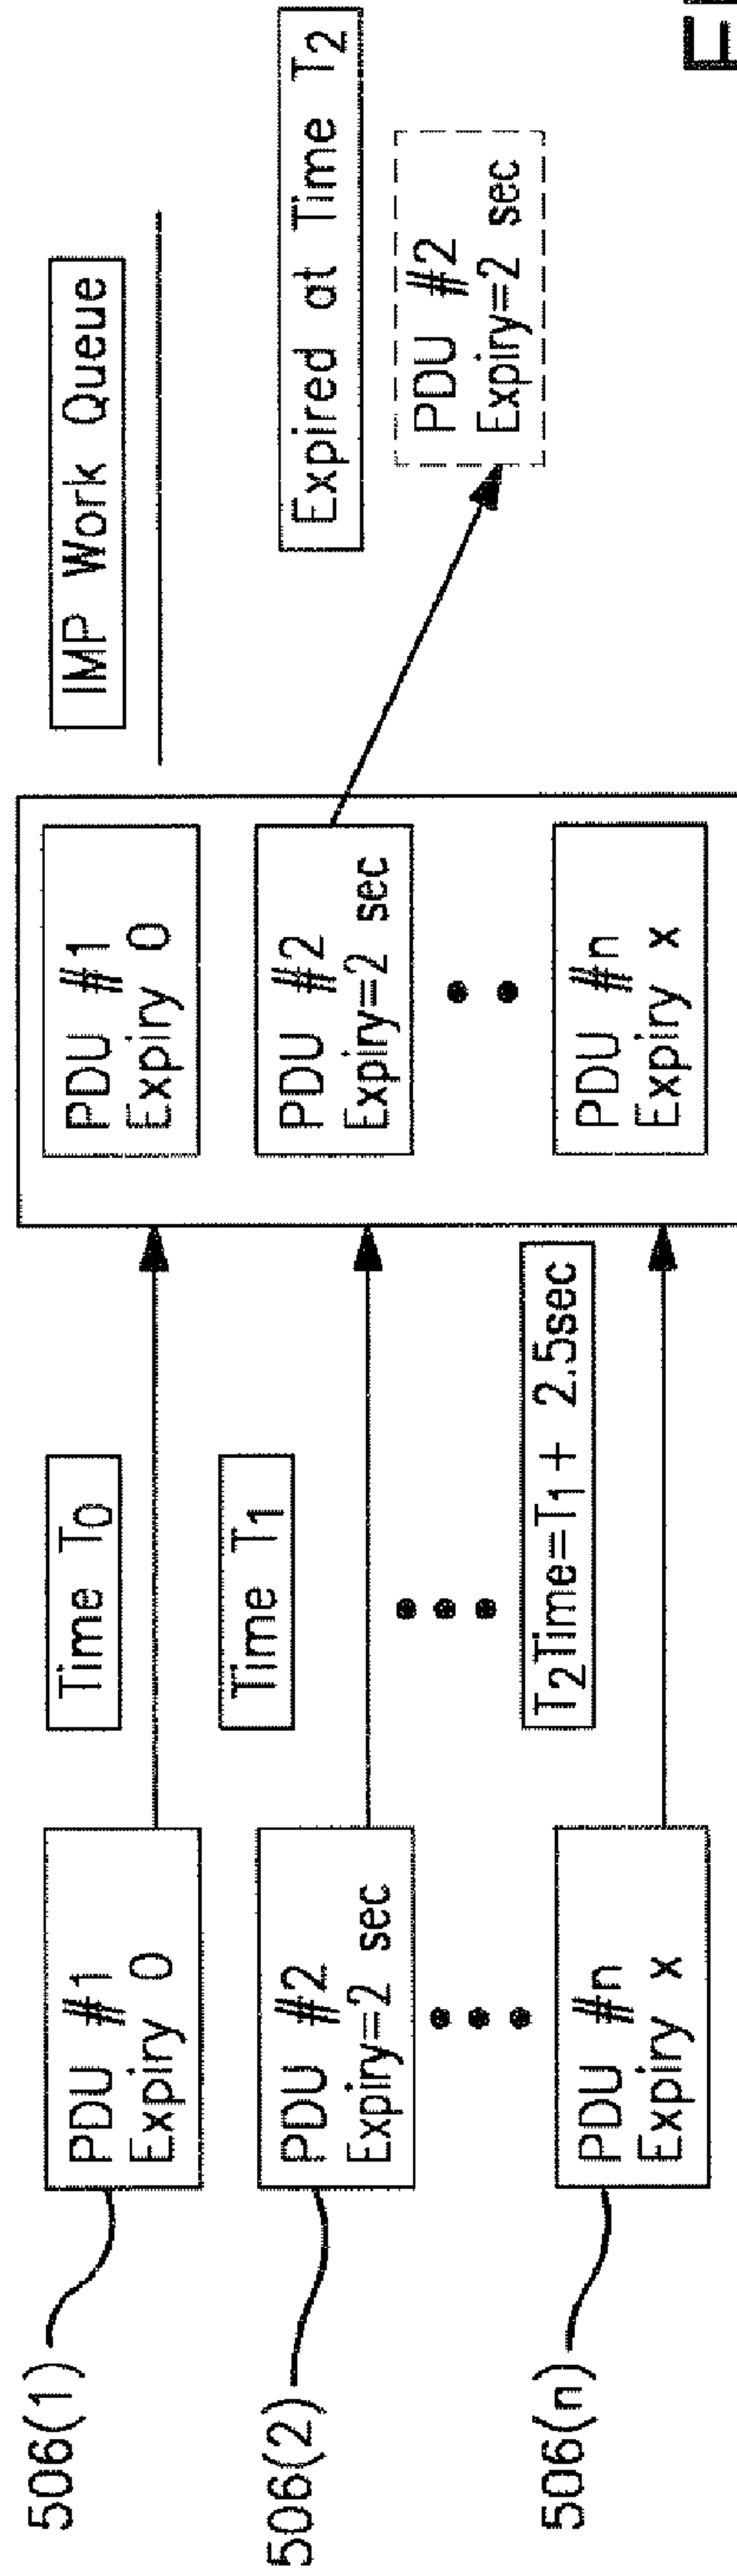 506(1)
PDU #1
Expiry 0
Time T0
PDU #1
Expiry 0
IMP Work Queue
506(2)
PDU #2
Expiry=2 sec
Time T1
PDU #2
Expiry=2 sec
Expired at Time T2
PDU #2
Expiry=2 sec
506(n)
PDU #n
Expiry x
T2Time=T1+ 2.5sec
PDU #n
Expiry x